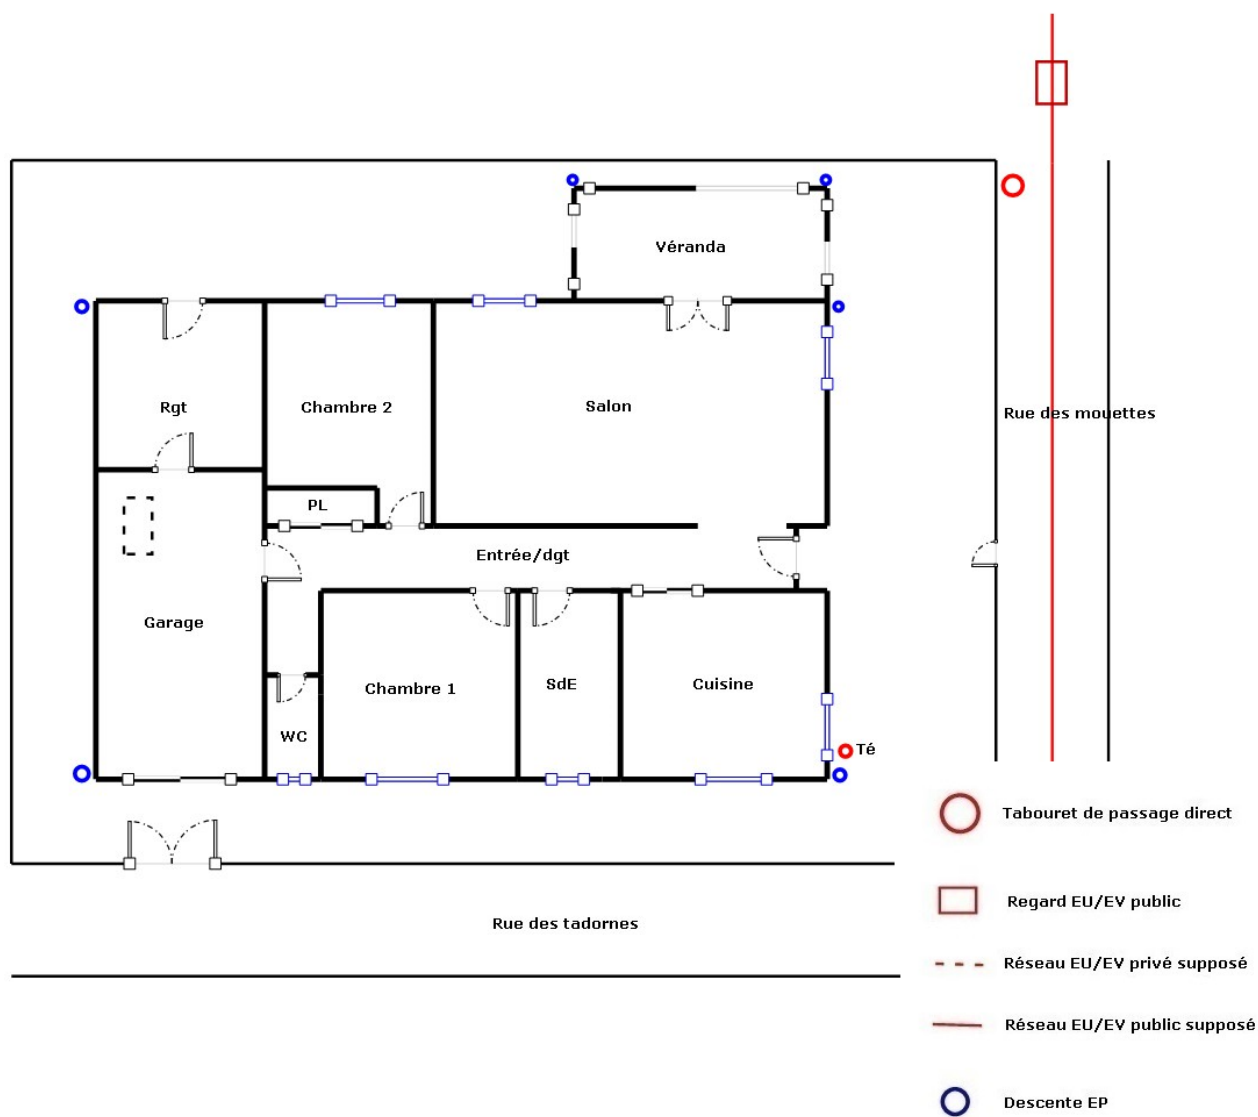 Véranda
Rgt
Chambre 2
Salon
Rue des mouettes
PL
Entrée/dgt
Garage
Chambre 1
SdE
Cuisine
WC
Té
Tabouret de passage direct
Regard EU/EV public
Rue des tadornes
Réseau EU/EV privé supposé
Réseau EU/EV public supposé
Descente EP